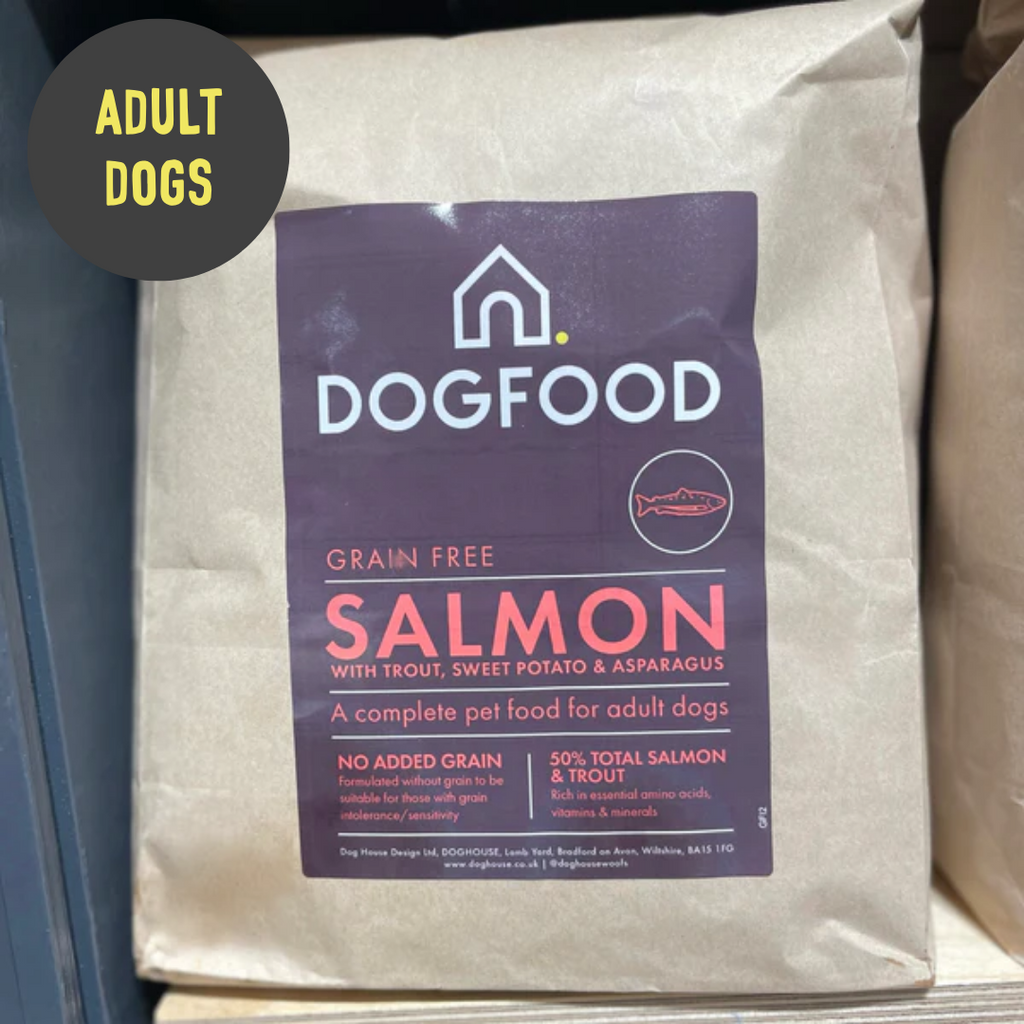 ADULT
DOGS
DOGFOOD
GRAIN FREE
SALMON
WITH TROUT, SWEET POTATO & ASPARAGUS
A complete pet food for adult dogs
NO ADDED GRAIN
Formulated without grain to be
suitable for those with grain
intolerance/sensitivity
50% TOTAL SALMON
& TROUT
Rich in essential amino acids,
vitamins & minerals
GF12
Dog House Design Ltd, DOGHOUSE, Lamb Yard, Bradford on Avon, Wiltshire, BA15 1FG
www.doghouse.co.uk | @doghousewoofs